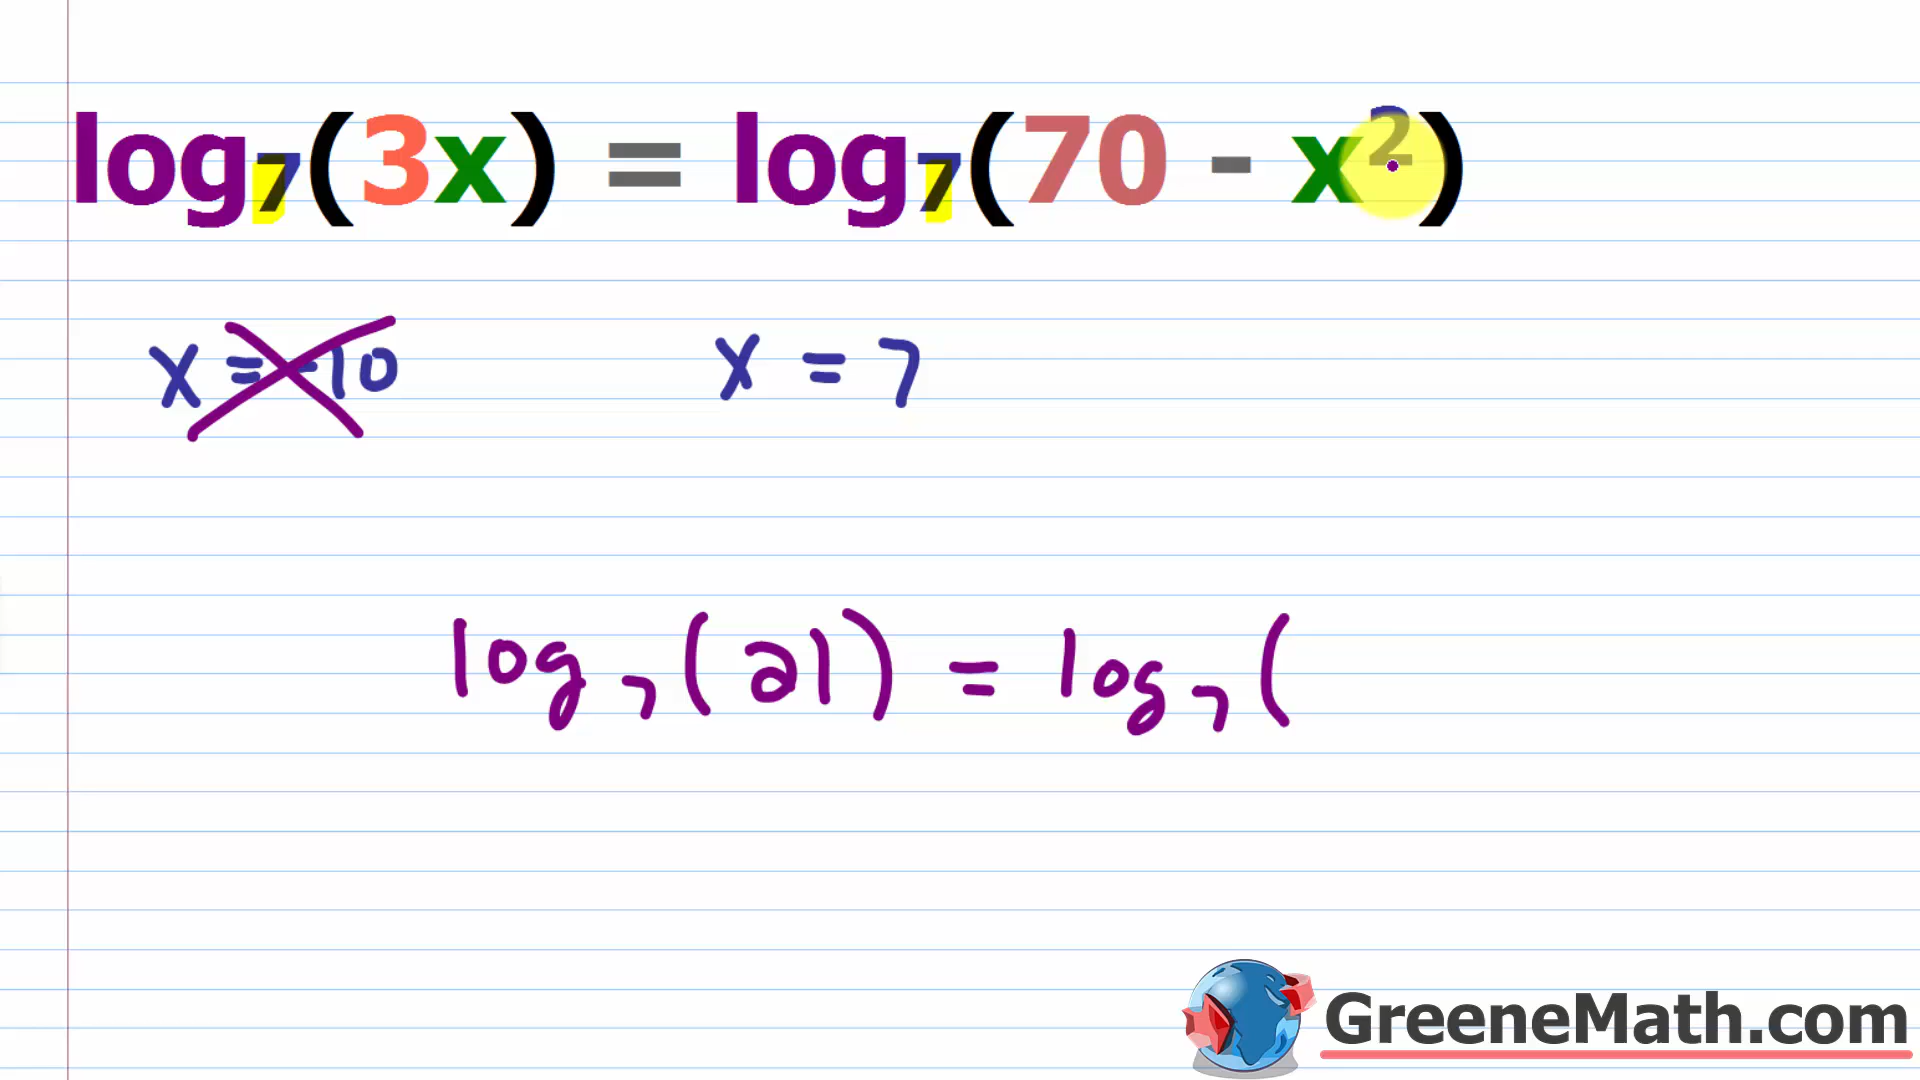 log₇(3x) = log₇(70 - x²)
x = -10 x = 7
log₇(21) = log₇(
GreeneMath.com